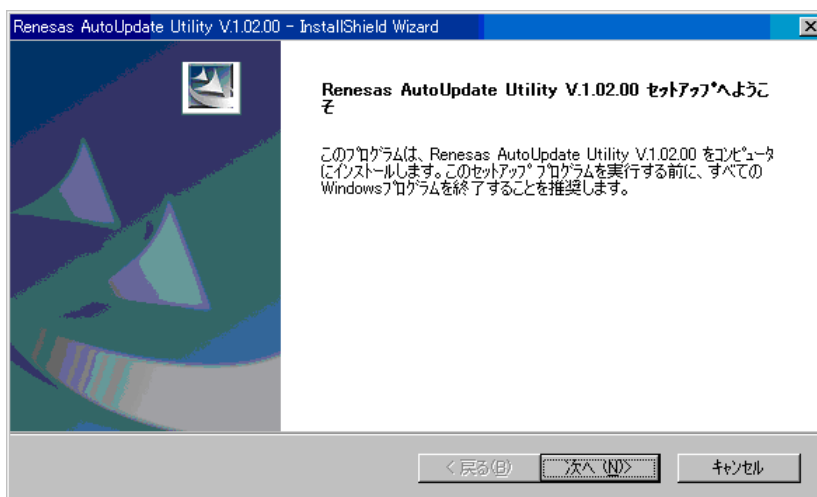 Renesas AutoUpdate Utility V.1.02.00 - InstallShield Wizard
Renesas AutoUpdate Utility V.1.02.00 ｾｯﾄｱｯﾌﾟへようこ
そ
このﾌﾟﾛｸﾞﾗﾑは、Renesas AutoUpdate Utility V.1.02.00 をｺﾝﾋﾟｭｰﾀ
にｲﾝｽﾄｰﾙします。このｾｯﾄｱｯﾌﾟ ﾌﾟﾛｸﾞﾗﾑを実行する前に、すべての
Windowsﾌﾟﾛｸﾞﾗﾑを終了することを推奨します。
< 戻る(B)
次へ (N)>
ｷｬﾝｾﾙ